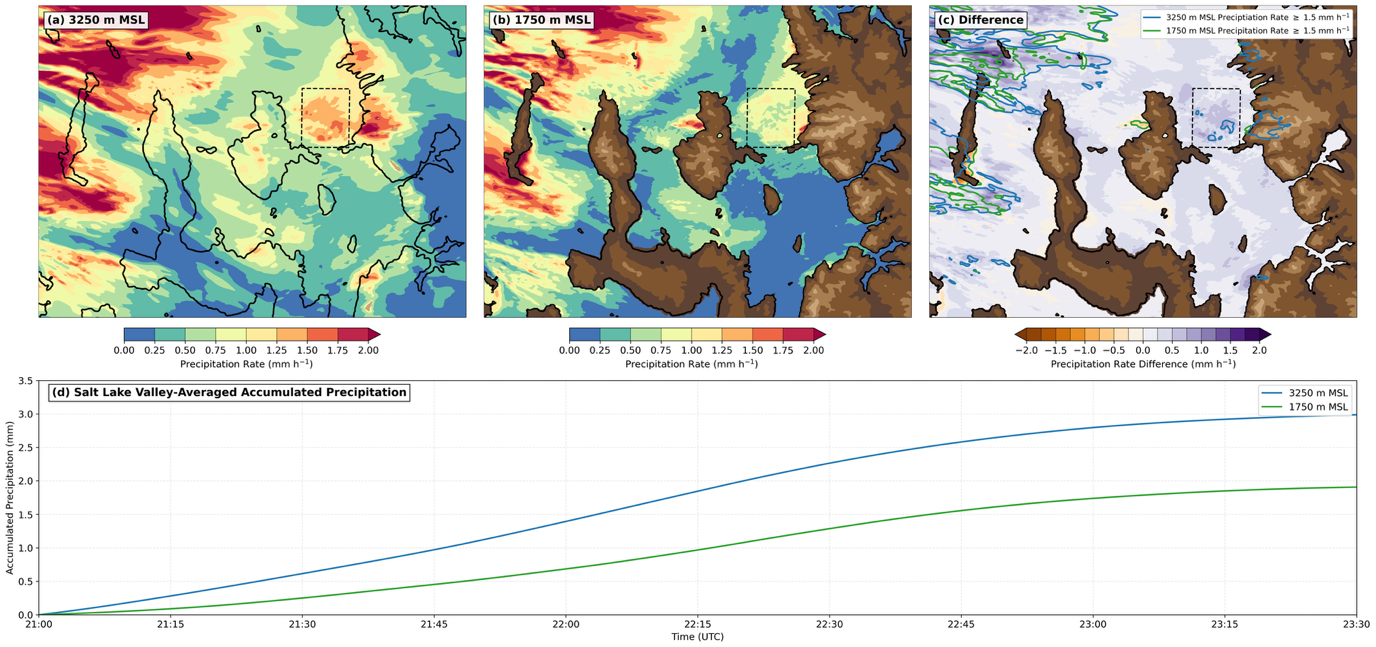 (a) 3250 m MSL
(b) 1750 m MSL
(c) Difference
3250 m MSL Precipitation Rate ≥ 1.5 mm h⁻¹
1750 m MSL Precipitation Rate ≥ 1.5 mm h⁻¹
0.00 0.25 0.50 0.75 1.00 1.25 1.50 1.75 2.00
Precipitation Rate (mm h⁻¹)
0.00 0.25 0.50 0.75 1.00 1.25 1.50 1.75 2.00
Precipitation Rate (mm h⁻¹)
−2.0 −1.5 −1.0 −0.5 0.0 0.5 1.0 1.5 2.0
Precipitation Rate Difference (mm h⁻¹)
(d) Salt Lake Valley-Averaged Accumulated Precipitation
3250 m MSL
1750 m MSL
Accumulated Precipitation (mm)
3.5
3.0
2.5
2.0
1.5
1.0
0.5
0.0
21:00 21:15 21:30 21:45 22:00 22:15 22:30 22:45 23:00 23:15 23:30
Time (UTC)